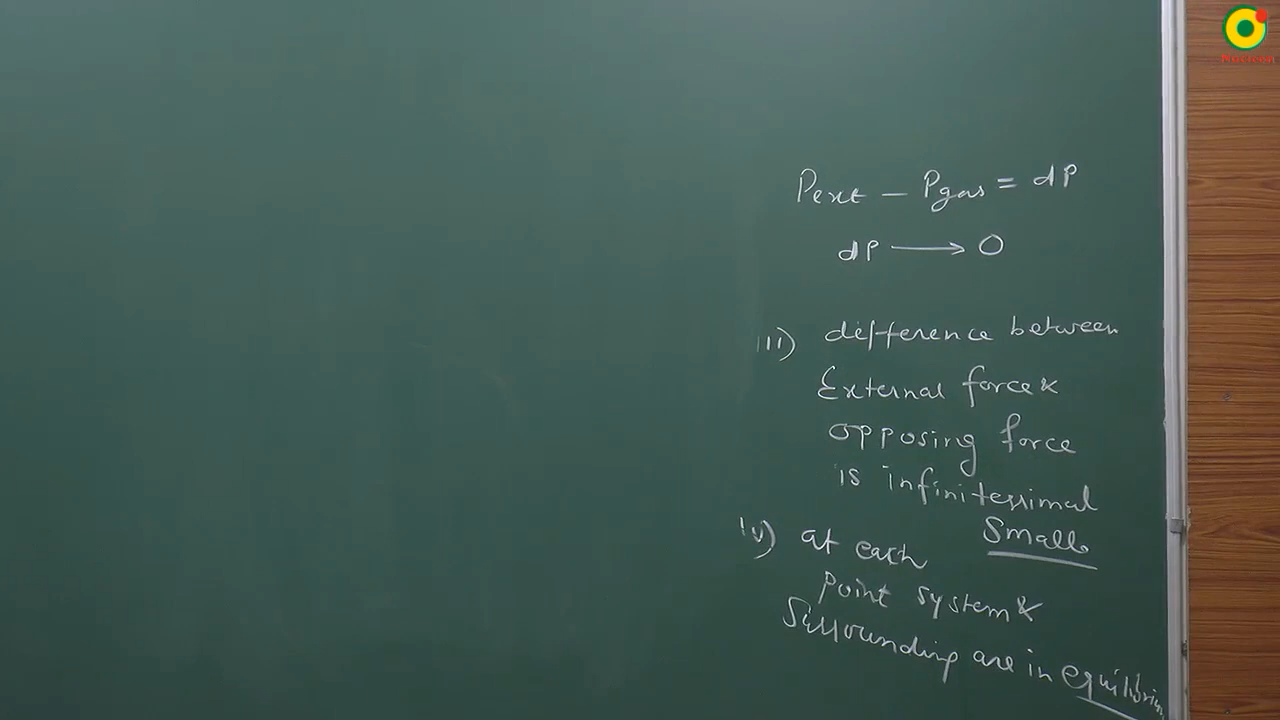 Pext - Pgas = dP
dP → 0
iii) difference between
External force &
opposing force
is infinitessimal
Small
iv) at each
point system &
Surrounding are in equilibrium